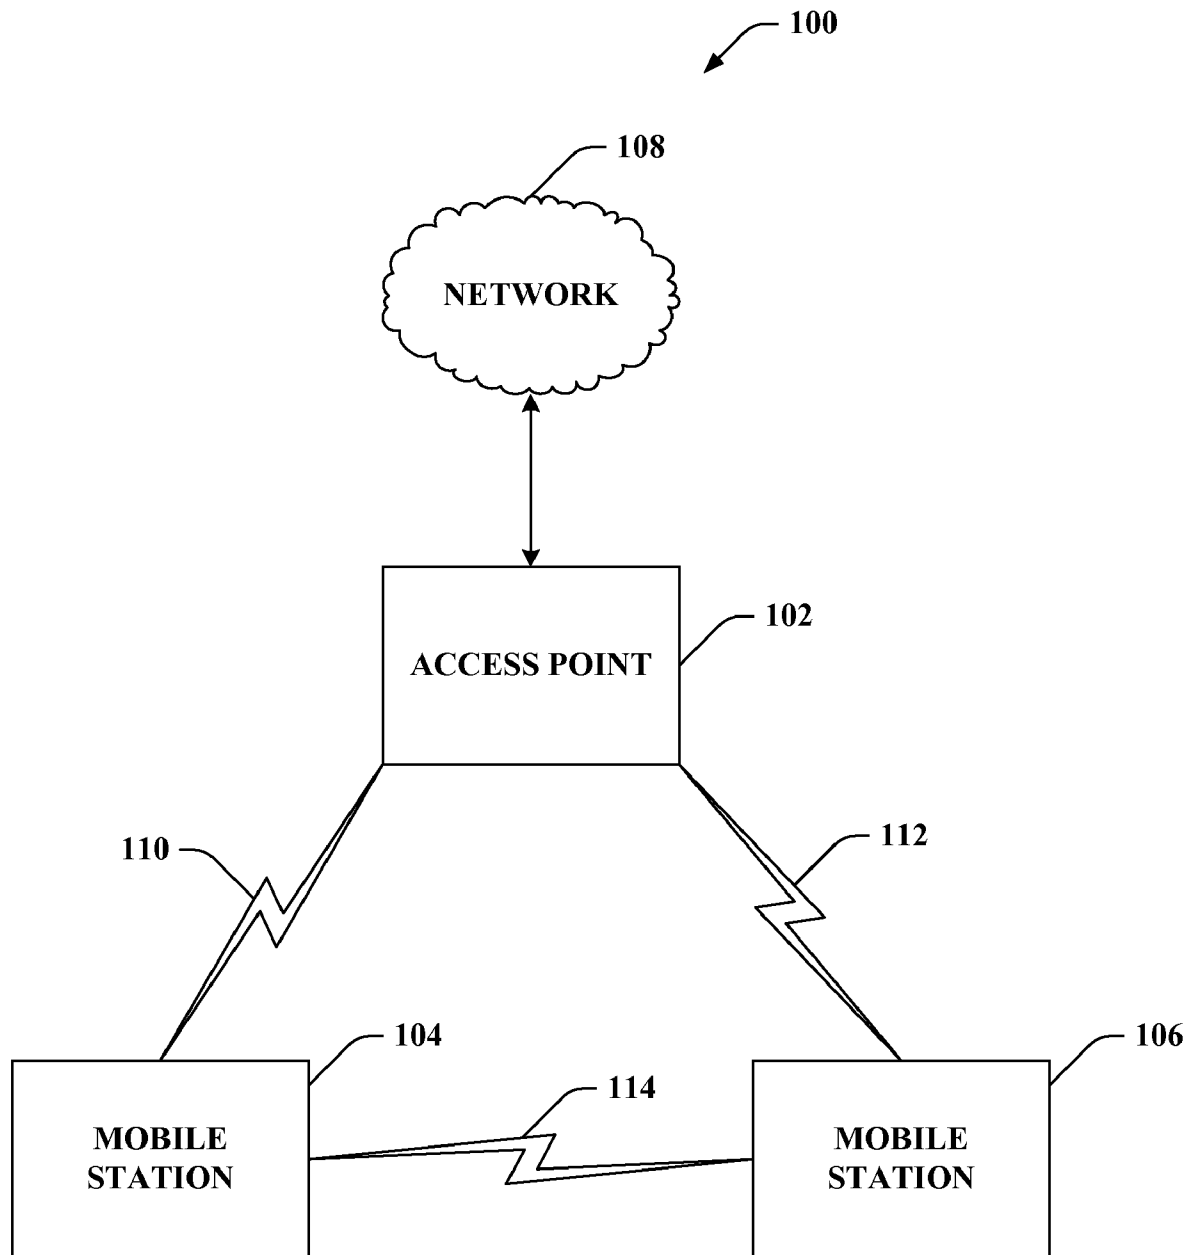 100
108
NETWORK
102
ACCESS POINT
110
112
104
106
114
MOBILE
STATION
MOBILE
STATION